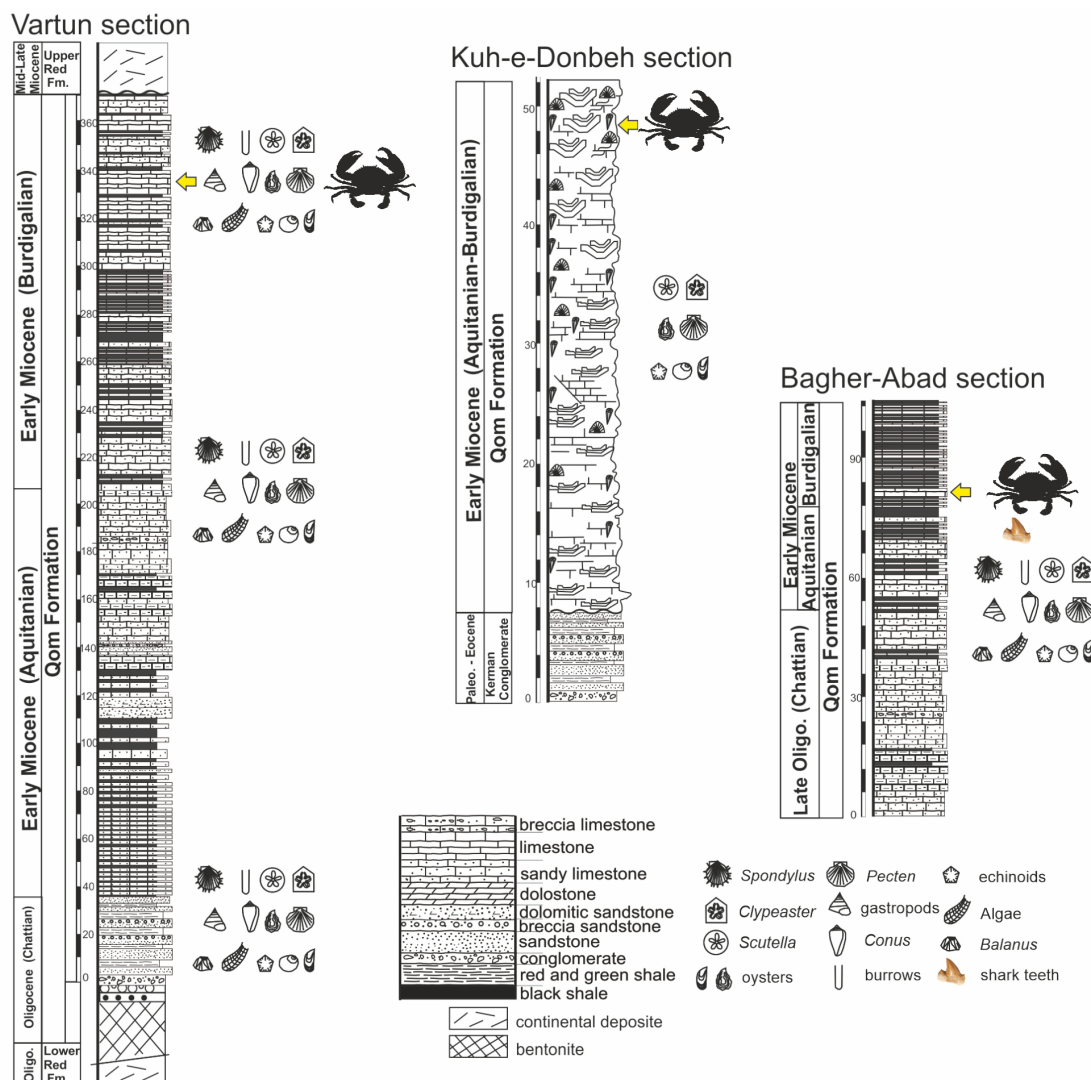 Vartun section
Mid-Late
Miocene
Upper
Red
Fm.
Early Miocene (Burdigalian)
Early Miocene (Aquitanian)
Oligocene (Chattian)
Oligo.
Qom Formation
Lower
Red
Fm
360
340
320
300
280
260
240
220
200
180
160
140
120
100
80
60
40
20
0
Kuh-e-Donbeh section
Early Miocene (Aquitanian-Burdigalian)
Qom Formation
Paleo. - Eocene
Kerman
Conglomerate
50
40
30
20
10
0
Bagher-Abad section
Early Miocene
Burdigalian
Aquitanian
Late Oligo. (Chattian)
Qom Formation
90
60
30
0
breccia limestone
limestone
sandy limestone
dolostone
dolomitic sandstone
breccia sandstone
sandstone
conglomerate
red and green shale
black shale
continental deposite
bentonite
Spondylus
Pecten
echinoids
Clypeaster
gastropods
Algae
Scutella
Conus
Balanus
oysters
burrows
shark teeth